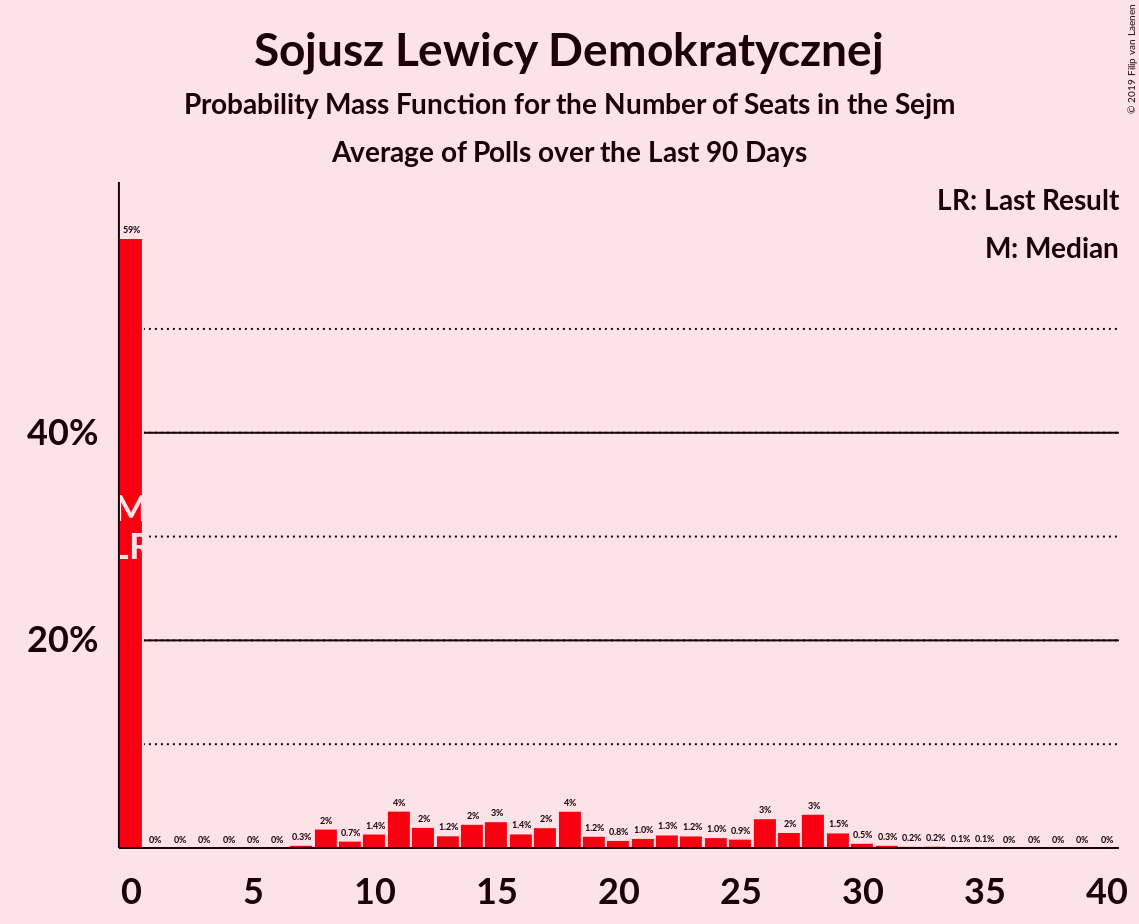 Sojusz Lewicy Demokratycznej
Probability Mass Function for the Number of Seats in the Sejm
Average of Polls over the Last 90 Days
© 2019 Filip van Laenen
LR: Last Result
M: Median
59%
40%
20%
M
LR
0% 0% 0% 0% 0% 0% 0.3% 2% 0.7% 1.4% 4% 2% 1.2% 2% 3% 1.4% 2% 4% 1.2% 0.8% 1.0% 1.3% 1.2% 1.0% 0.9% 3% 2% 3% 1.5% 0.5% 0.3% 0.2% 0.2% 0.1% 0.1% 0% 0% 0% 0% 0%
0 5 10 15 20 25 30 35 40